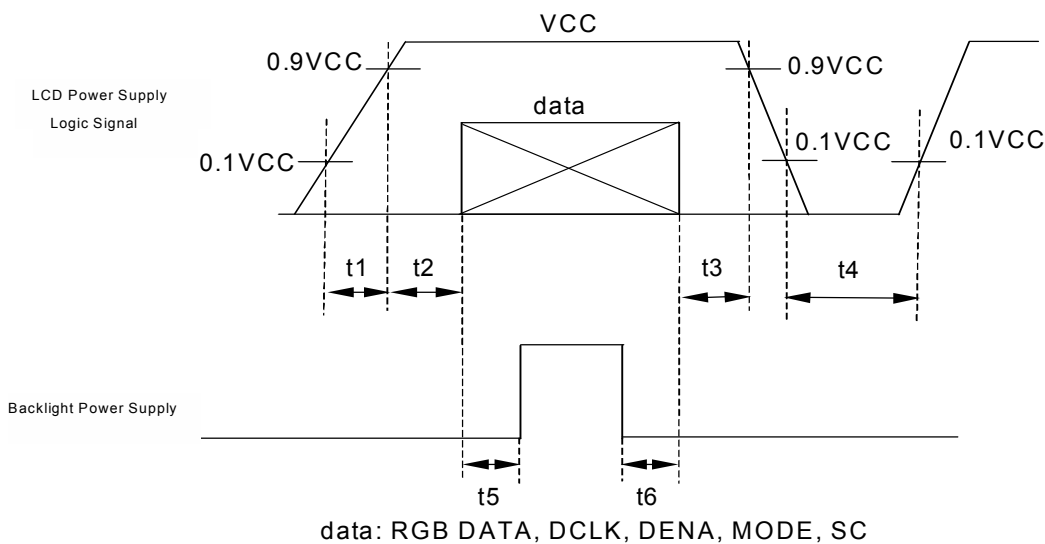 VCC
0.9VCC
0.9VCC
LCD Power Supply
Logic Signal
data
0.1VCC
0.1VCC
0.1VCC
t1
t2
t3
t4
Backlight Power Supply
t5
t6
data: RGB DATA, DCLK, DENA, MODE, SC